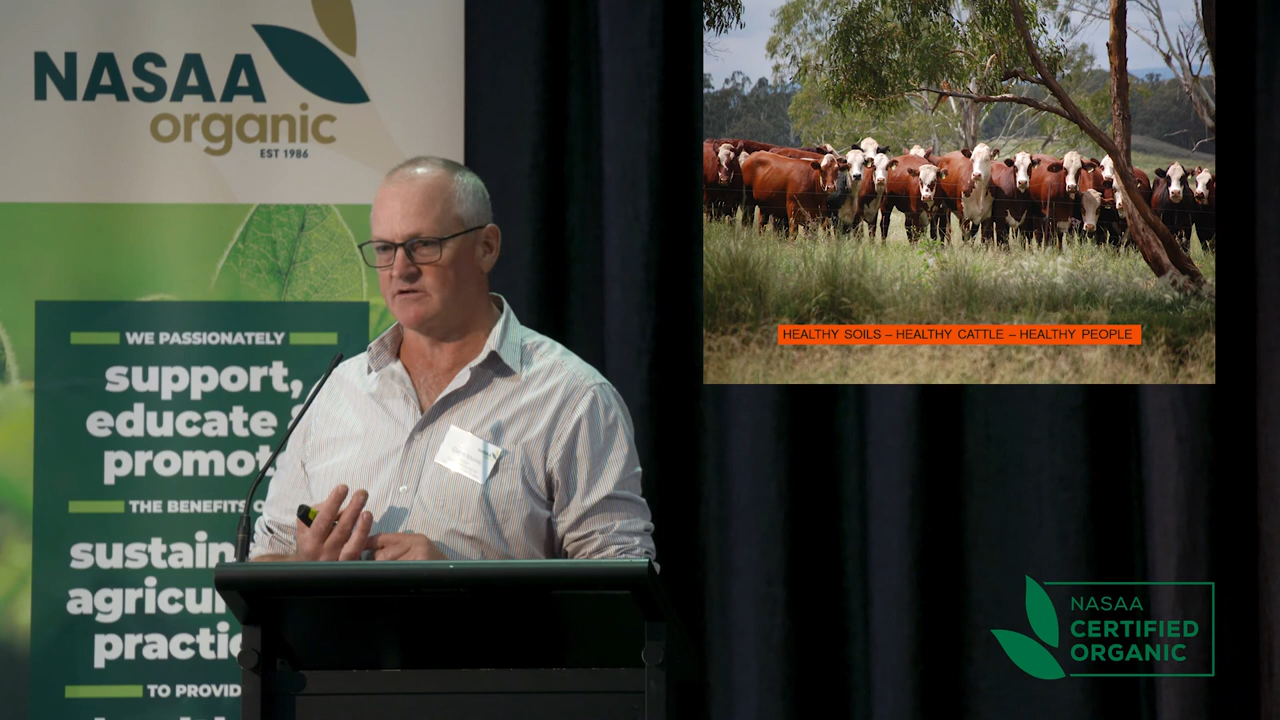 NASAA
organic
EST 1986
WE PASSIONATELY
support,
educate
promot
THE BENEFITS O
sustain
agricul
practic
TO PROVID
HEALTHY SOILS – HEALTHY CATTLE – HEALTHY PEOPLE
NASAA
CERTIFIED
ORGANIC